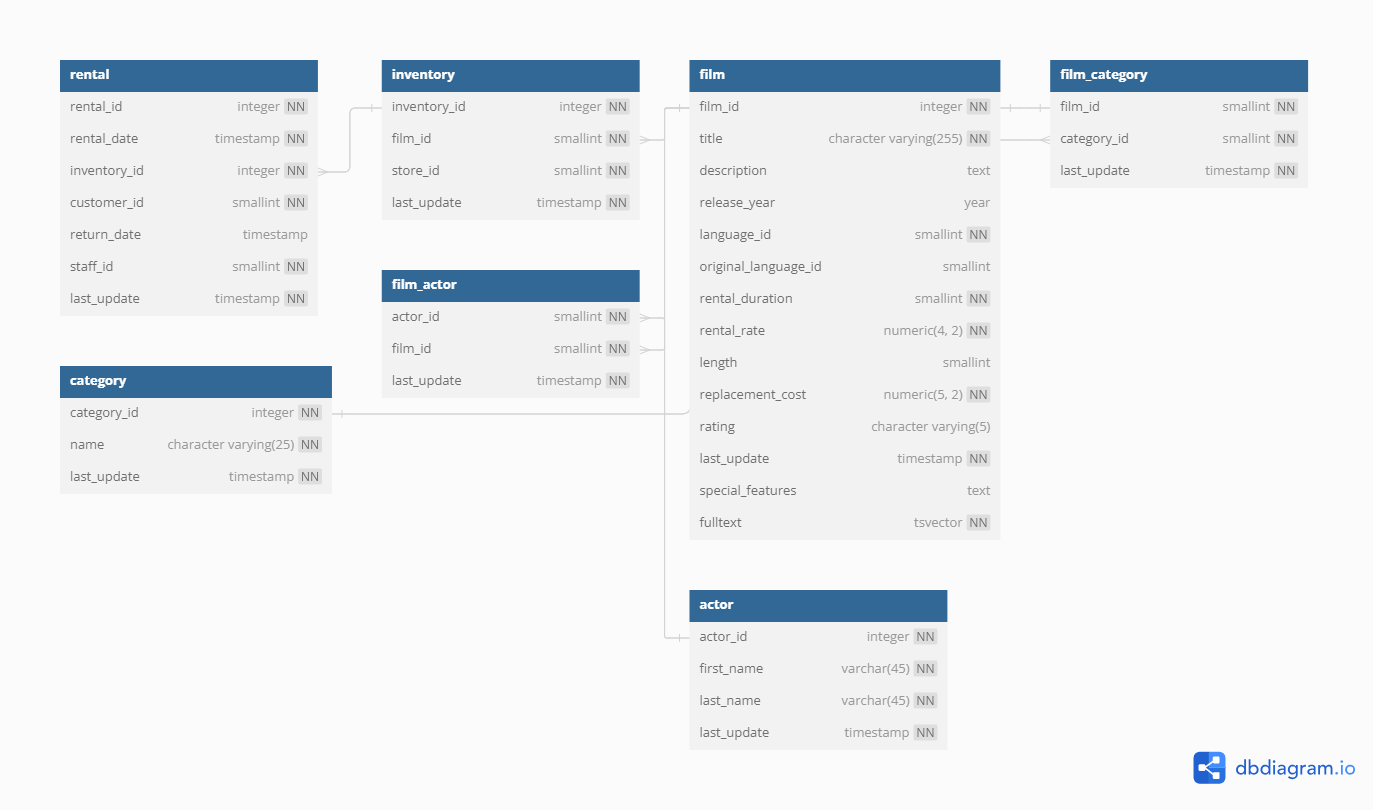 rental
rental_id integer NN
rental_date timestamp NN
inventory_id integer NN
customer_id smallint NN
return_date timestamp
staff_id smallint NN
last_update timestamp NN
inventory
inventory_id integer NN
film_id smallint NN
store_id smallint NN
last_update timestamp NN
film
film_id integer NN
title character varying(255) NN
description text
release_year year
language_id smallint NN
original_language_id smallint
rental_duration smallint NN
rental_rate numeric(4, 2) NN
length smallint
replacement_cost numeric(5, 2) NN
rating character varying(5)
last_update timestamp NN
special_features text
fulltext tsvector NN
film_category
film_id smallint NN
category_id smallint NN
last_update timestamp NN
film_actor
actor_id smallint NN
film_id smallint NN
last_update timestamp NN
category
category_id integer NN
name character varying(25) NN
last_update timestamp NN
actor
actor_id integer NN
first_name varchar(45) NN
last_name varchar(45) NN
last_update timestamp NN
dbdiagram.io